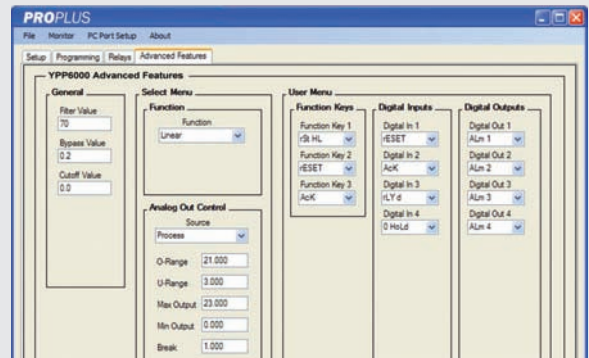 PROPLUS
File Monitor PC Port Setup About
Setup Programming Relays Advanced Features
YPP6000 Advanced Features
General
Filter Value
70
Bypass Value
0.2
Cutoff Value
0.0
Select Menu
Function
Function
Linear
Analog Out Control
Source
Process
O-Range 21.000
U-Range 3.000
Max Output 23.000
Min Output 0.000
Break 1.000
User Menu
Function Keys
Function Key 1
rSt HL
Function Key 2
rESET
Function Key 3
AcK
Digital Inputs
Digital In 1
rESET
Digital In 2
AcK
Digital In 3
rLY d
Digital In 4
0 HoLd
Digital Outputs
Digital Out 1
ALm 1
Digital Out 2
ALm 2
Digital Out 3
ALm 3
Digital Out 4
ALm 4